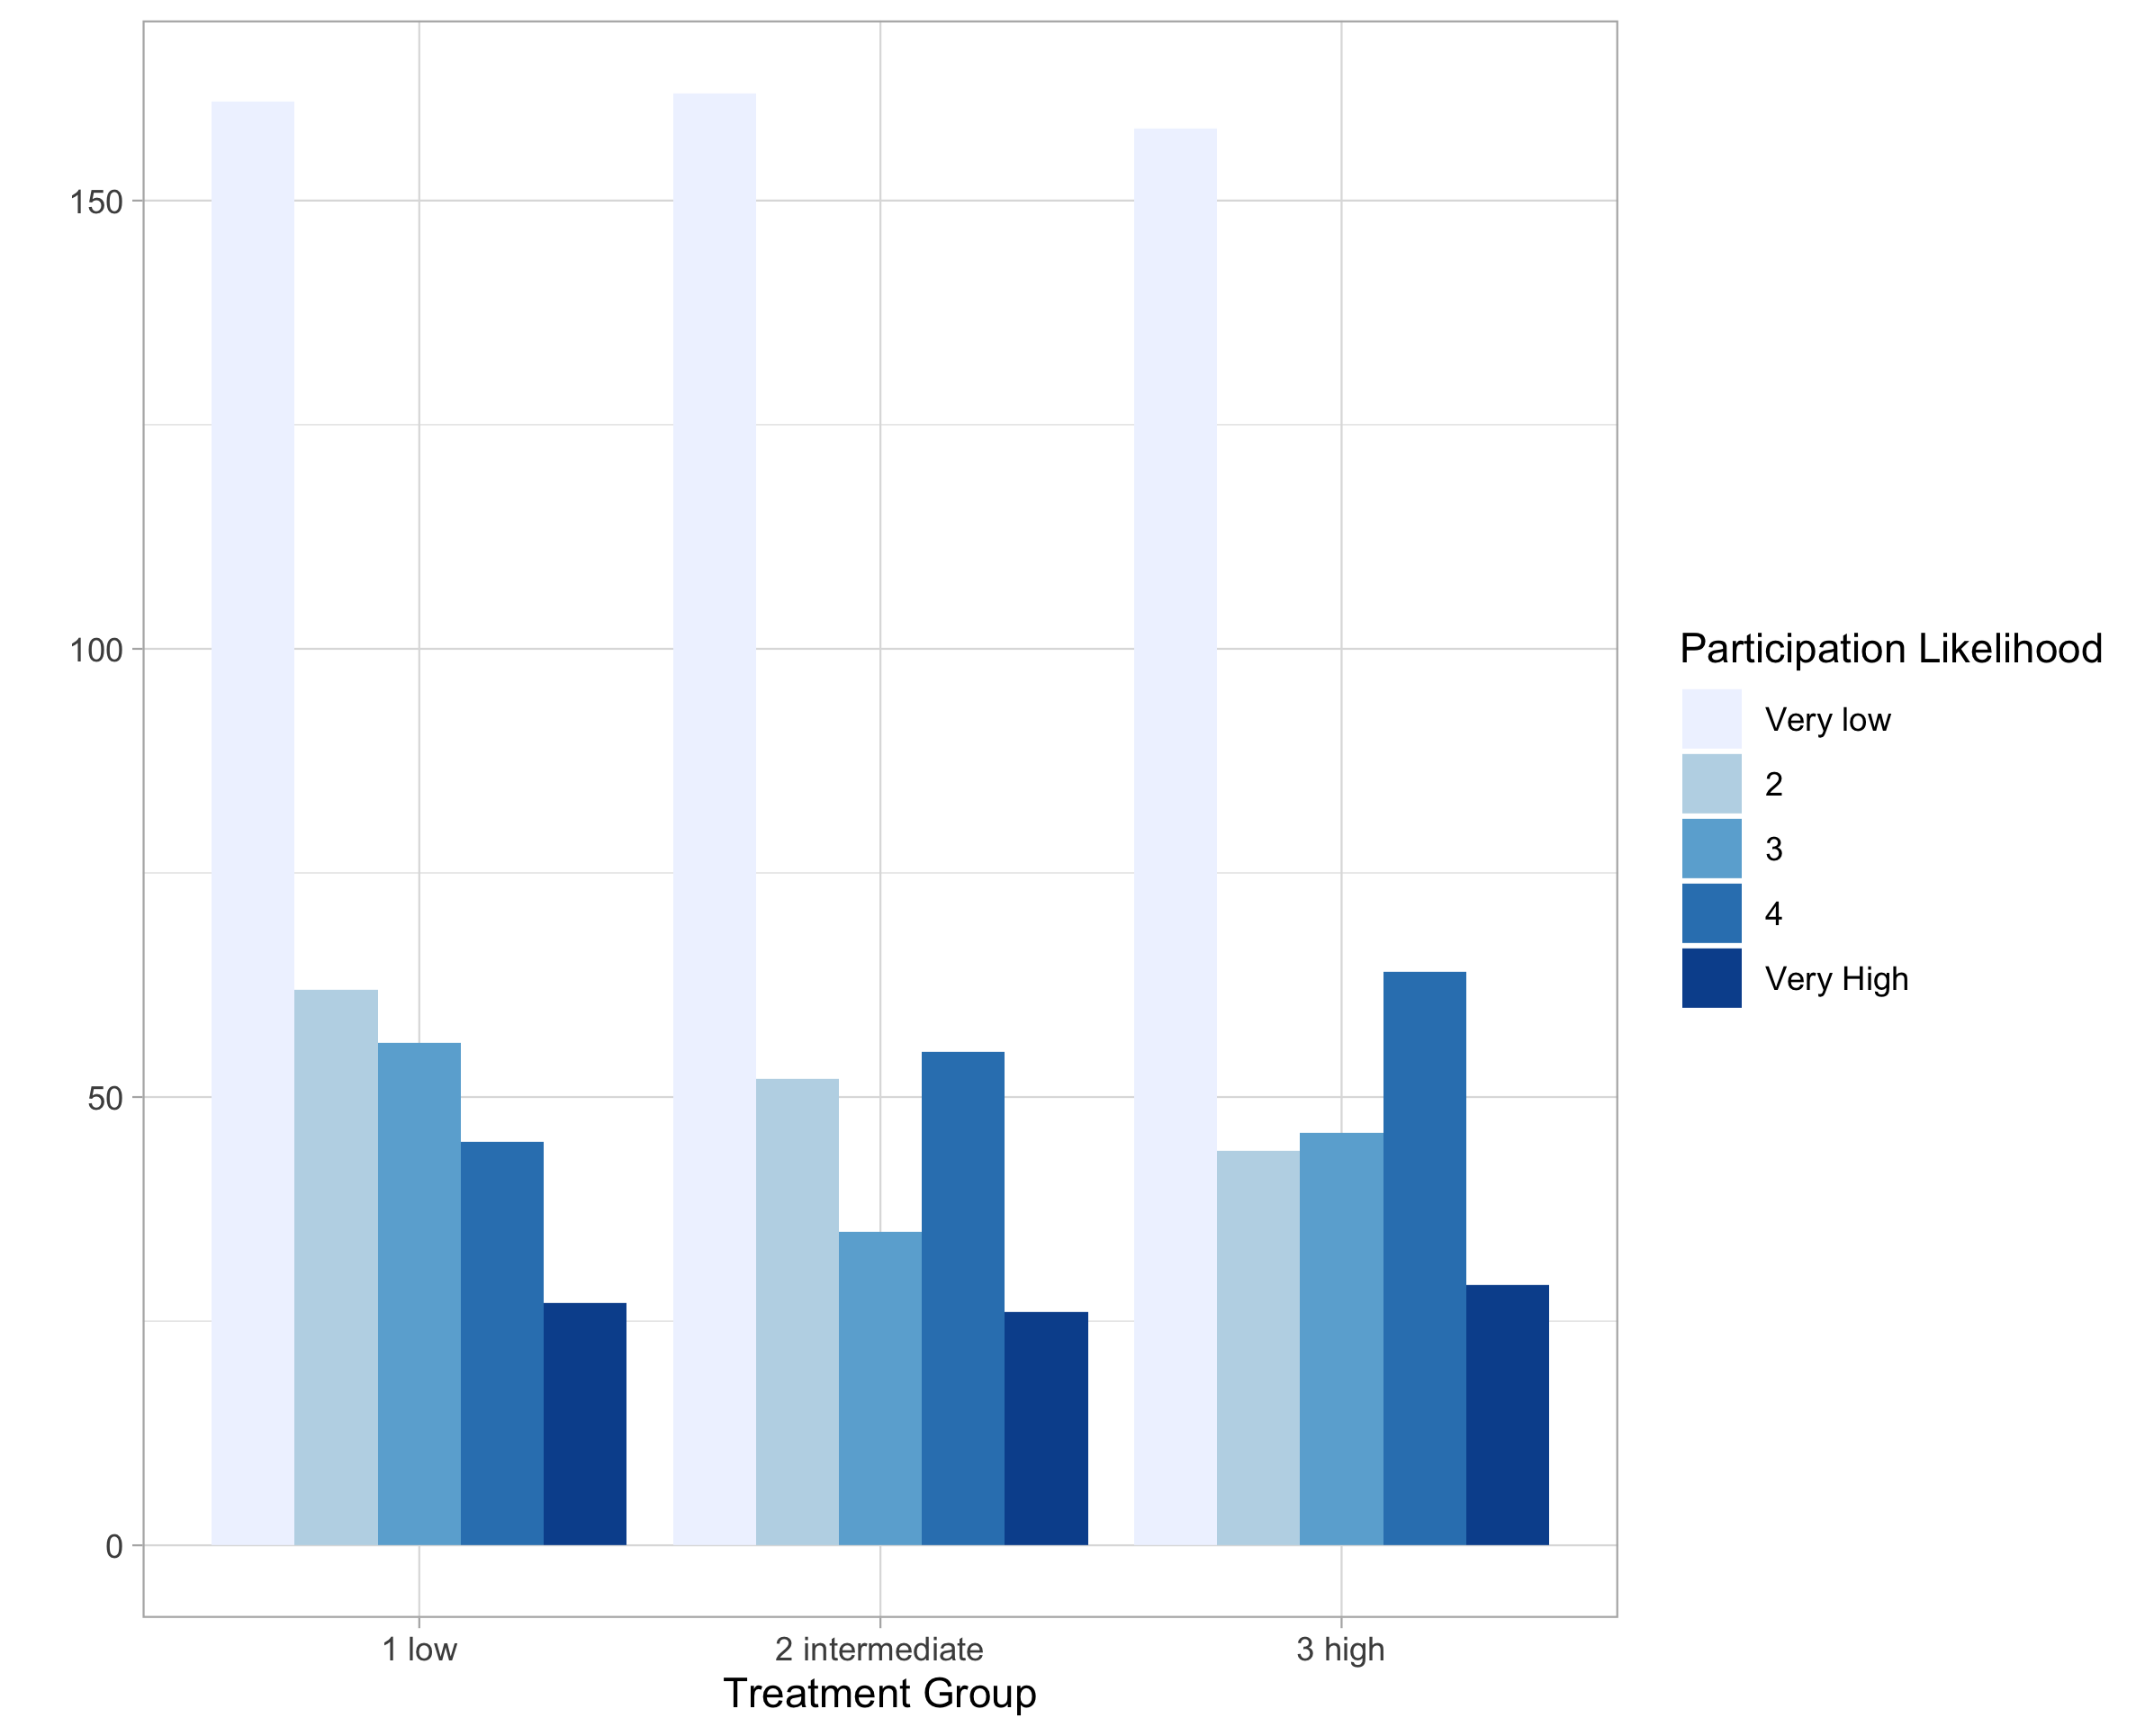 150
100
50
0
1 low
2 intermediate
3 high
Treatment Group
Participation Likelihood
Very low
2
3
4
Very High